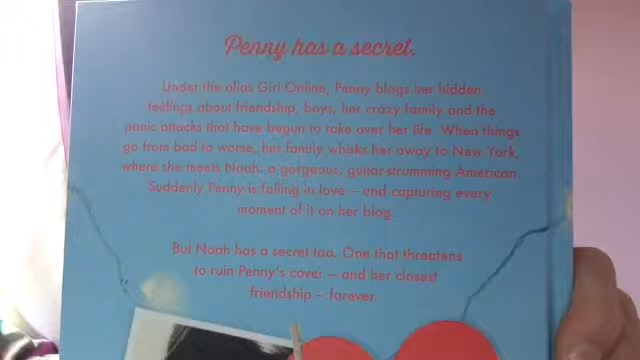 Penny has a secret.
Under the alias Girl Online, Penny blogs her hidden
feelings about friendship, boys, her crazy family and the
panic attacks that have begun to take over her life. When things
go from bad to worse, her family whisks her away to New York,
where she meets Noah: a gorgeous, guitar-strumming American.
Suddenly Penny is falling in love – and capturing every
moment of it on her blog.
But Noah has a secret too. One that threatens
to ruin Penny's cover – and her closest
friendship – forever.